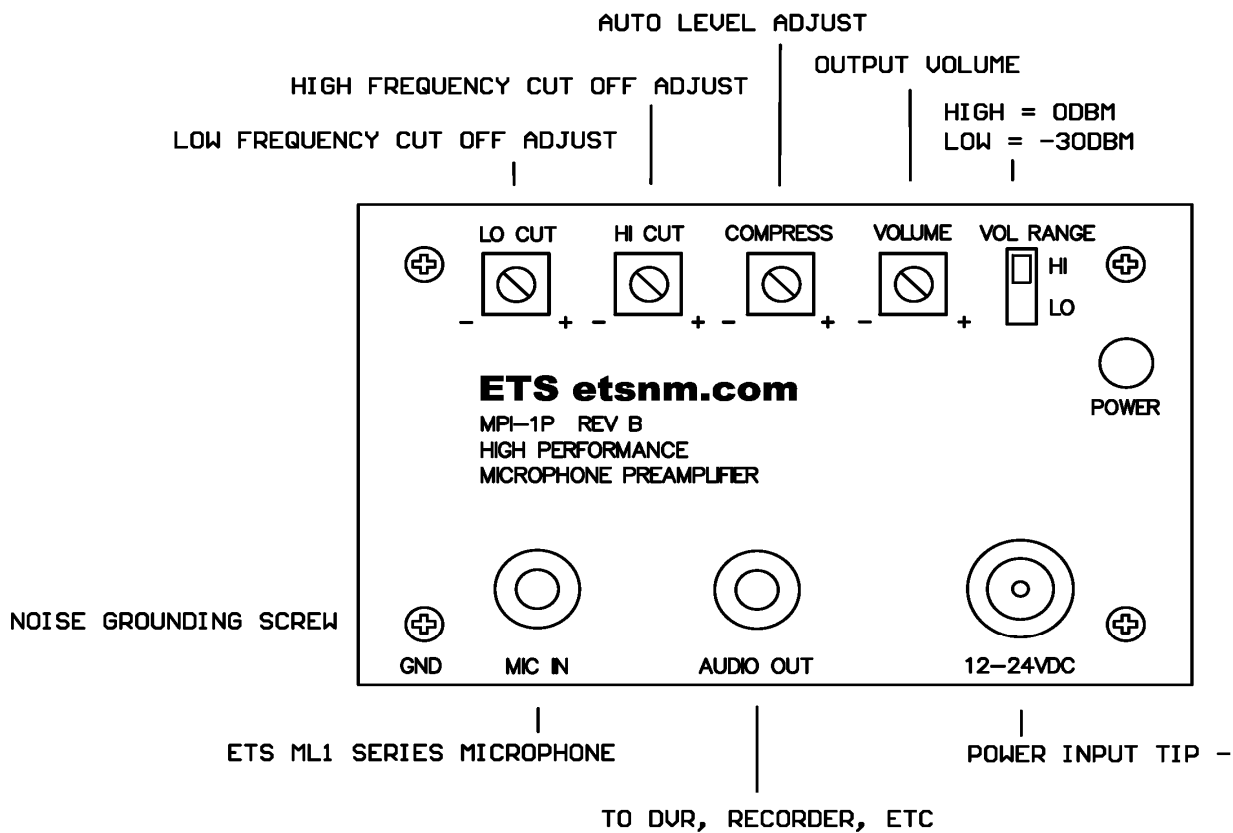 AUTO LEVEL ADJUST
OUTPUT VOLUME
HIGH FREQUENCY CUT OFF ADJUST
HIGH = 0DBM
LOW = -30DBM
LOW FREQUENCY CUT OFF ADJUST
LO CUT HI CUT COMPRESS VOLUME VOL RANGE
HI
LO
- + - + - + - +
ETS etsnm.com
POWER
MPI-1P REV B
HIGH PERFORMANCE
MICROPHONE PREAMPLIFIER
NOISE GROUNDING SCREW
GND MIC IN AUDIO OUT 12-24VDC
ETS ML1 SERIES MICROPHONE
POWER INPUT TIP -
TO DVR, RECORDER, ETC